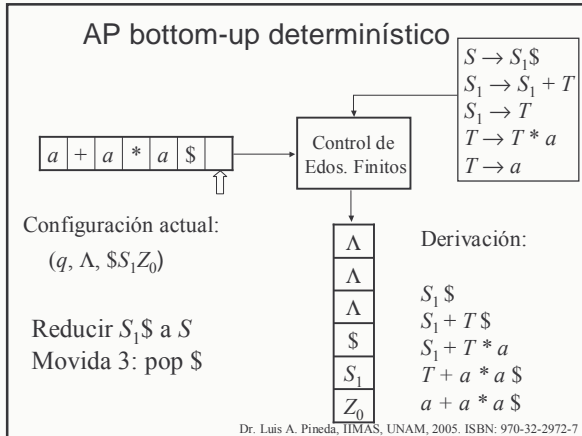 AP bottom-up determinístico
S → S₁$
S₁ → S₁ + T
S₁ → T
T → T * a
T → a
a + a * a $
Control de
Edos. Finitos
Configuración actual:
(q, Λ, $S₁Z₀)
Reducir S₁$ a S
Movida 3: pop $
Λ
Λ
Λ
$
S₁
Z₀
Derivación:
S₁ $
S₁ + T $
S₁ + T * a
T + a * a $
a + a * a $
Dr. Luis A. Pineda, IIMAS, UNAM, 2005. ISBN: 970-32-2972-7